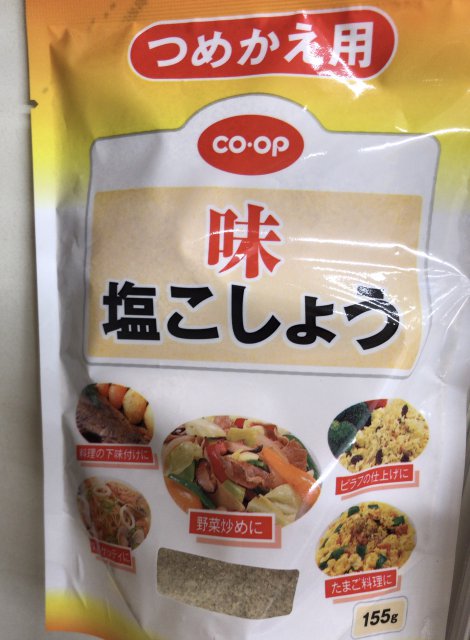 つめかえ用
CO·OP
味
塩こしょう
料理の下味付けに
野菜炒めに
ピラフの仕上げに
たまご料理に
155g